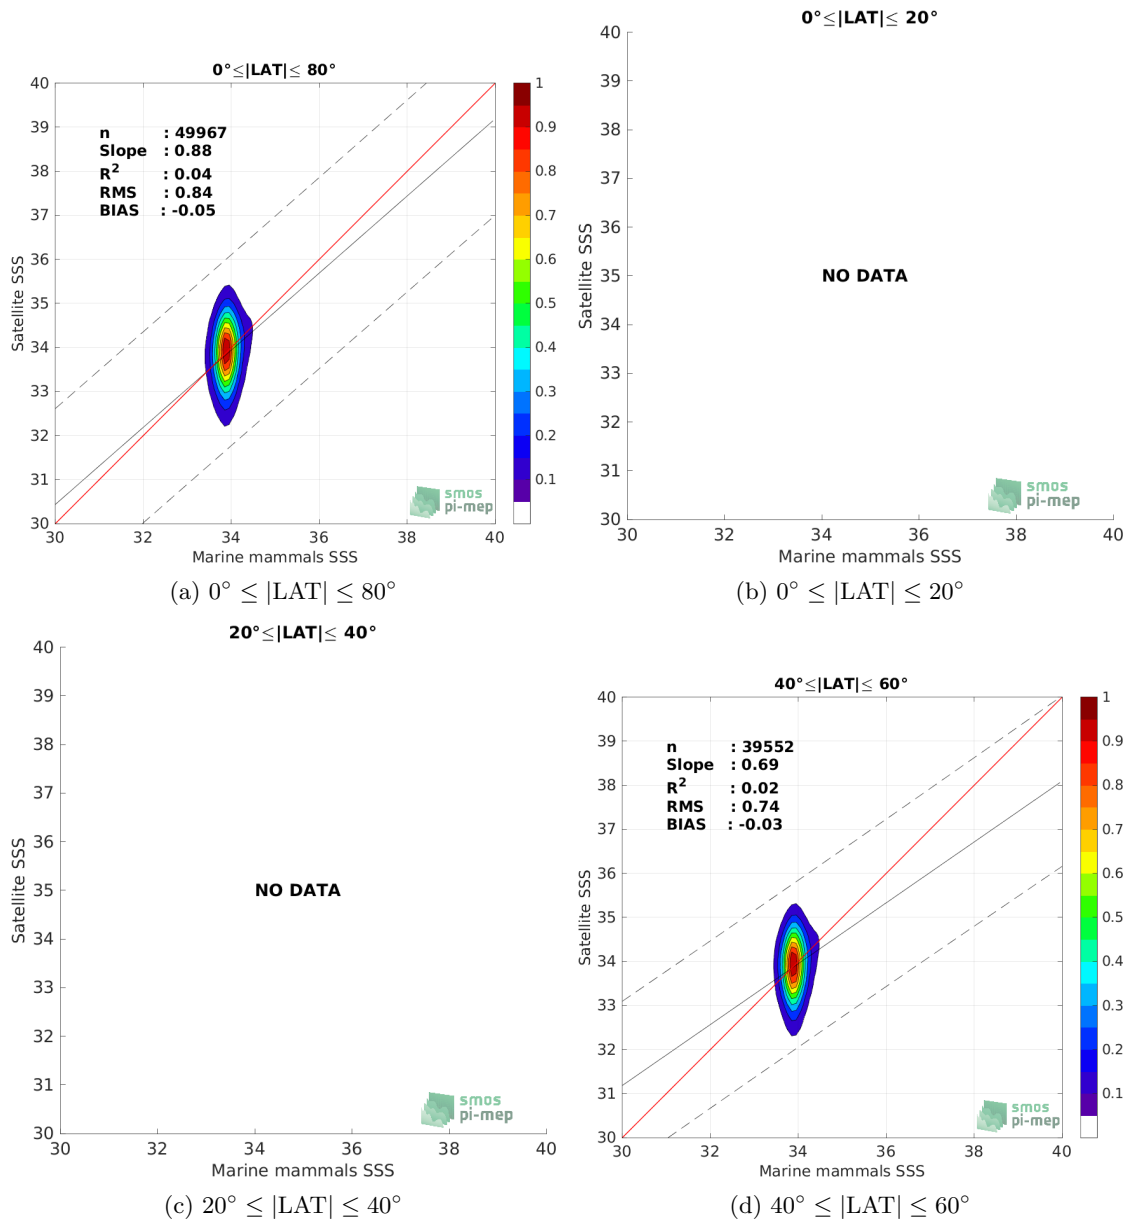 0°≤|LAT|≤ 80°
40
39
38
37
36
35
34
33
32
31
30
Satellite SSS
n : 49967
Slope : 0.88
R² : 0.04
RMS : 0.84
BIAS : -0.05
smos
pi-mep
30 32 34 36 38 40
Marine mammals SSS
1
0.9
0.8
0.7
0.6
0.5
0.4
0.3
0.2
0.1
(a) 0° ≤ |LAT| ≤ 80°
0°≤|LAT|≤ 20°
40
39
38
37
36
35
34
33
32
31
30
Satellite SSS
NO DATA
smos
pi-mep
30 32 34 36 38 40
Marine mammals SSS
(b) 0° ≤ |LAT| ≤ 20°
20°≤|LAT|≤ 40°
40
39
38
37
36
35
34
33
32
31
30
Satellite SSS
NO DATA
smos
pi-mep
30 32 34 36 38 40
Marine mammals SSS
(c) 20° ≤ |LAT| ≤ 40°
40°≤|LAT|≤ 60°
40
39
38
37
36
35
34
33
32
31
30
Satellite SSS
n : 39552
Slope : 0.69
R² : 0.02
RMS : 0.74
BIAS : -0.03
smos
pi-mep
30 32 34 36 38 40
Marine mammals SSS
1
0.9
0.8
0.7
0.6
0.5
0.4
0.3
0.2
0.1
(d) 40° ≤ |LAT| ≤ 60°